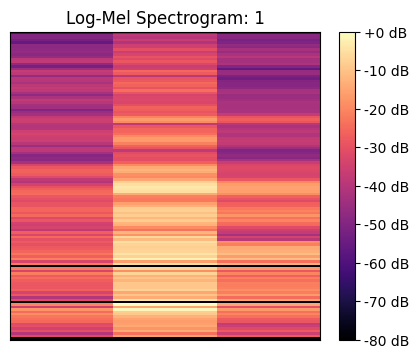 Log-Mel Spectrogram: 1
+0 dB
-10 dB
-20 dB
-30 dB
-40 dB
-50 dB
-60 dB
-70 dB
-80 dB